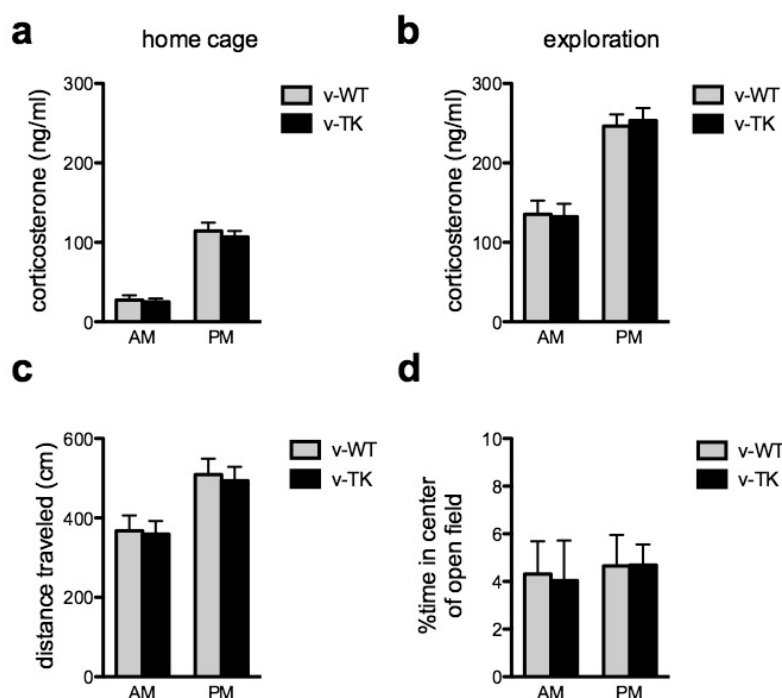 a
home cage
corticosterone (ng/ml)
300
200
100
0
AM
PM
v-WT
v-TK
b
exploration
corticosterone (ng/ml)
300
200
100
0
AM
PM
v-WT
v-TK
c
distance traveled (cm)
600
400
200
0
AM
PM
v-WT
v-TK
d
%time in center
of open field
10
8
6
4
2
0
AM
PM
v-WT
v-TK